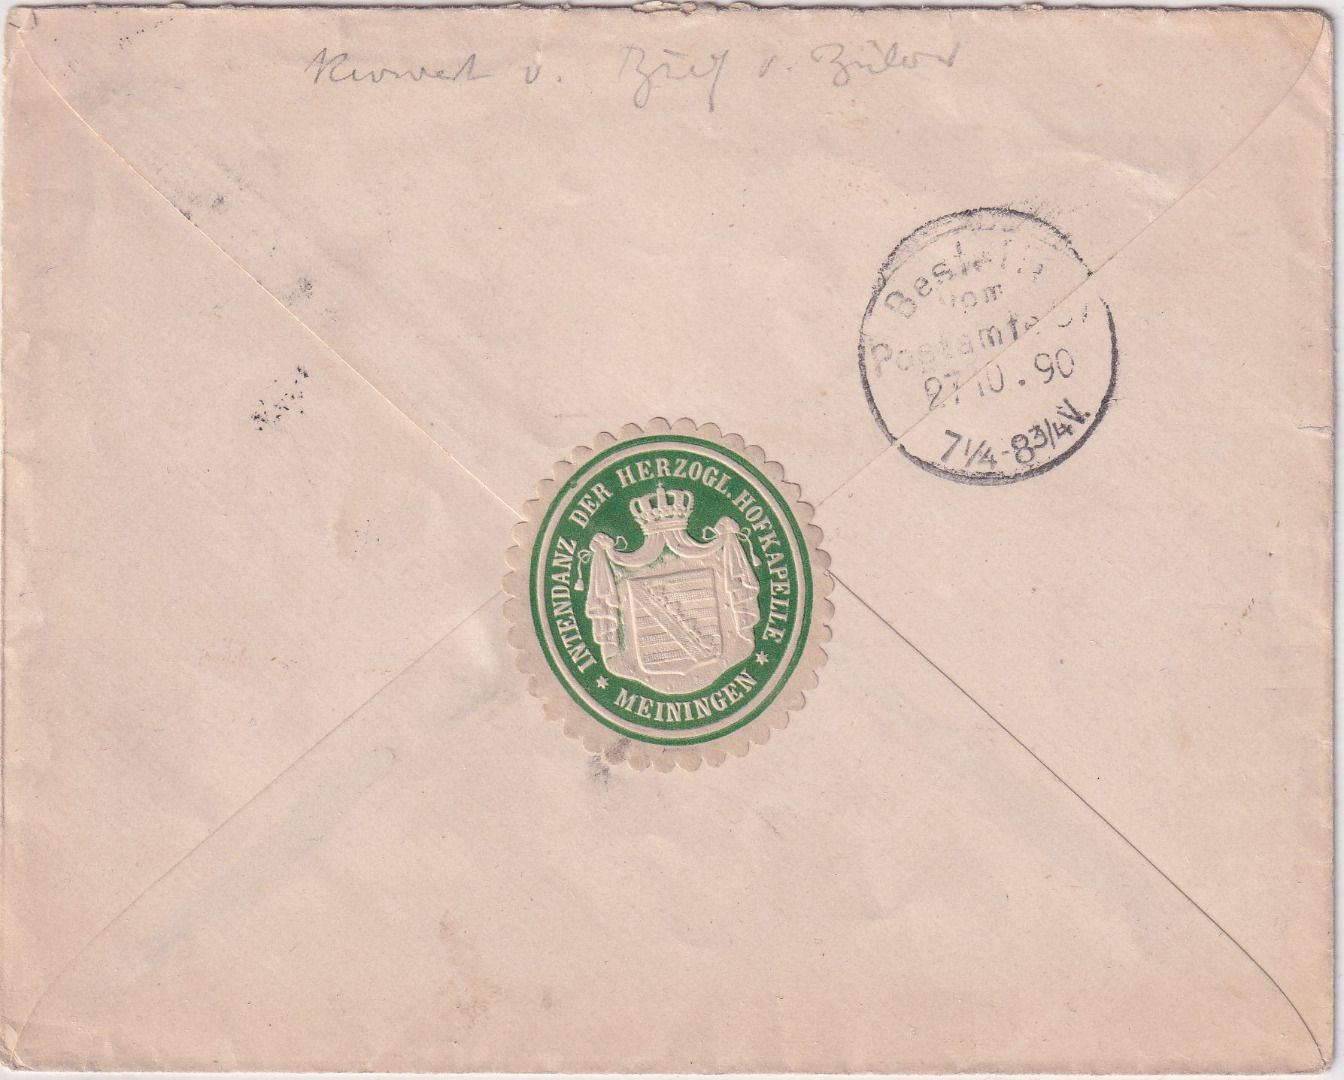 v. v.
Bestellt
vom
Postamte
27 10. 90
7¼-8¾V.
INTENDANZ DER HERZOGL. HOFKAPELLE
* MEININGEN *